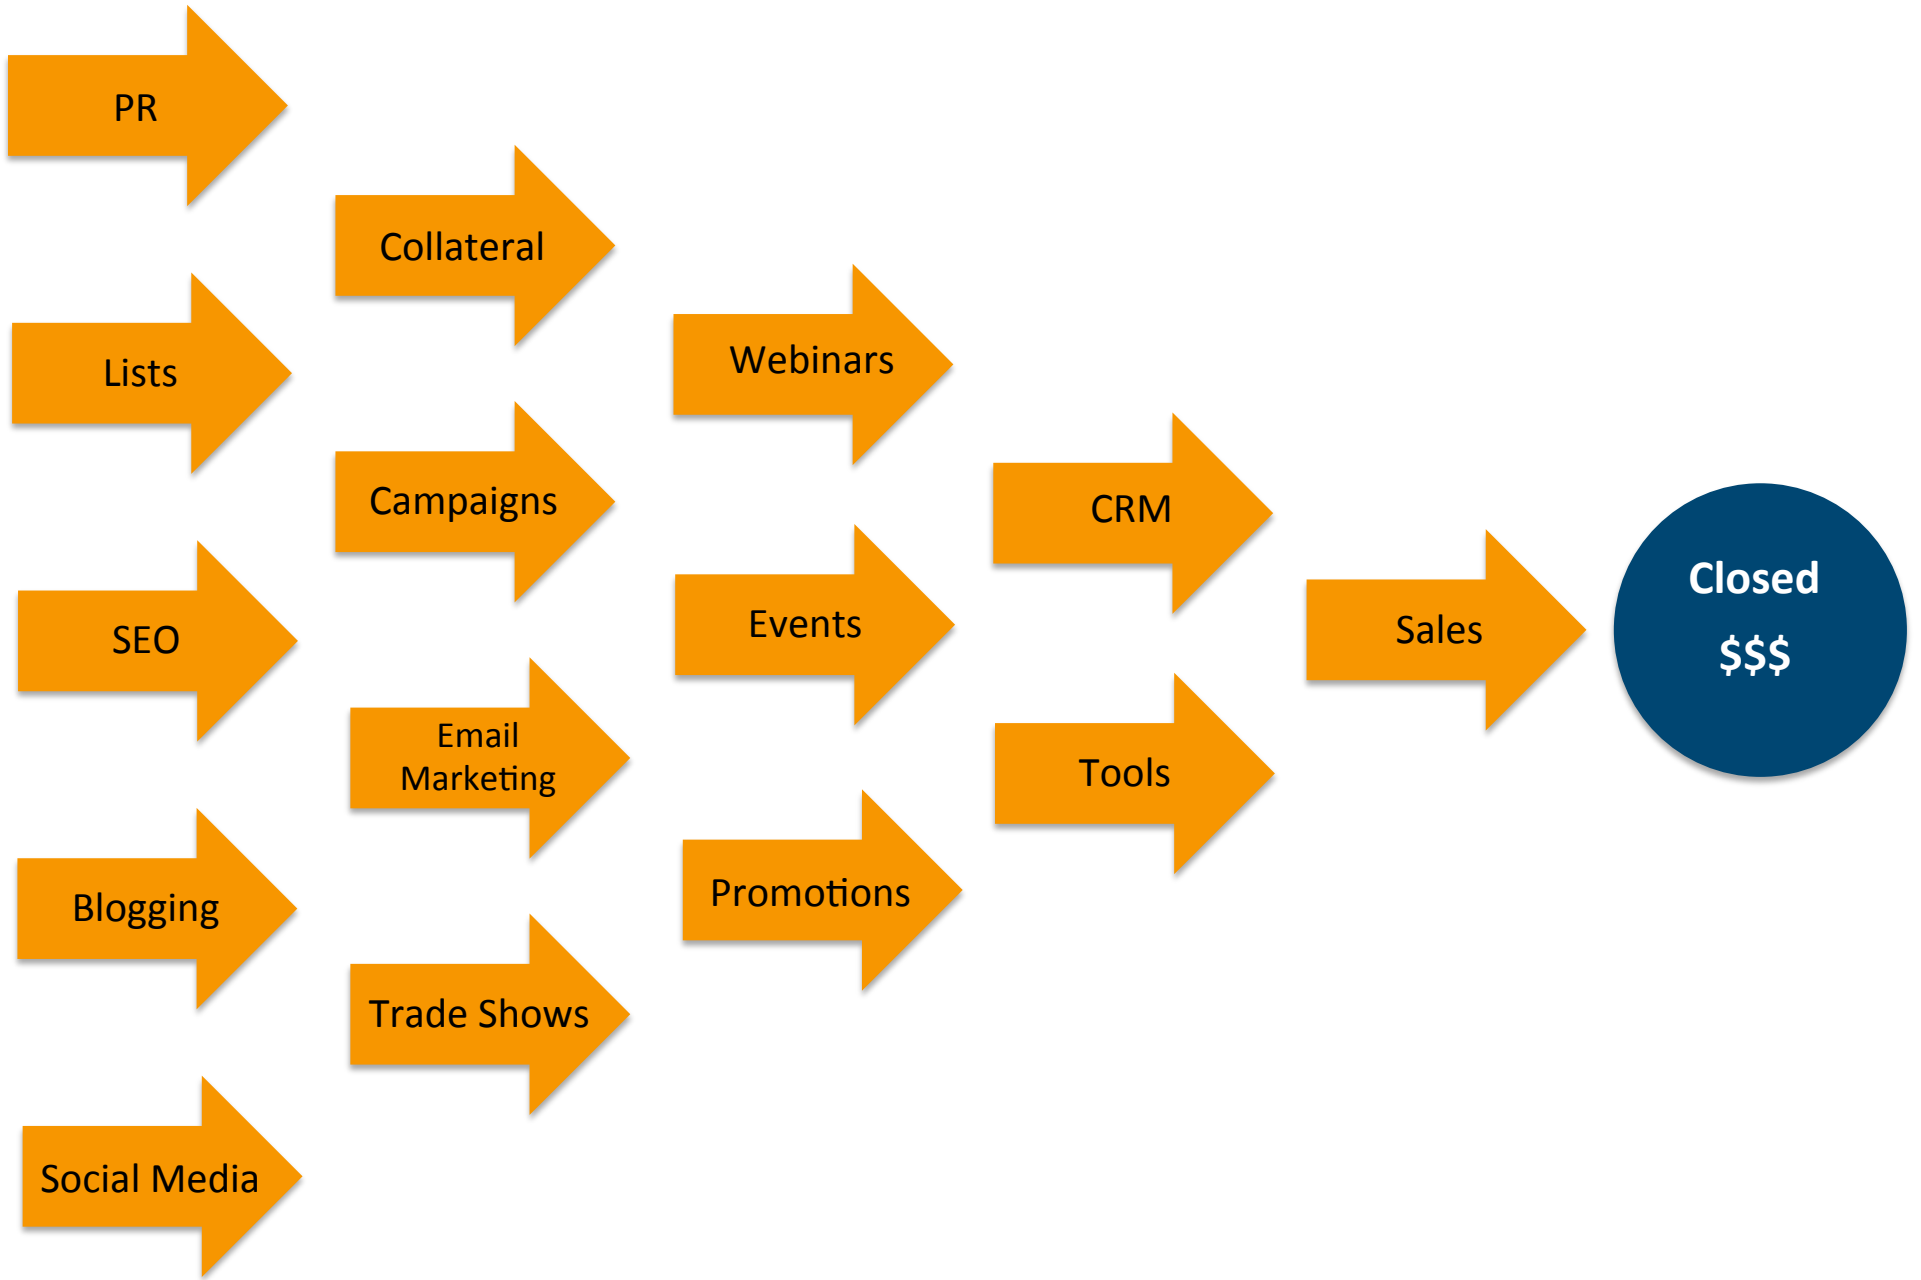 PR
Lists
SEO
Blogging
Social Media
Collateral
Campaigns
Email
Marketing
Trade Shows
Webinars
Events
Promotions
CRM
Tools
Sales
Closed
$$$